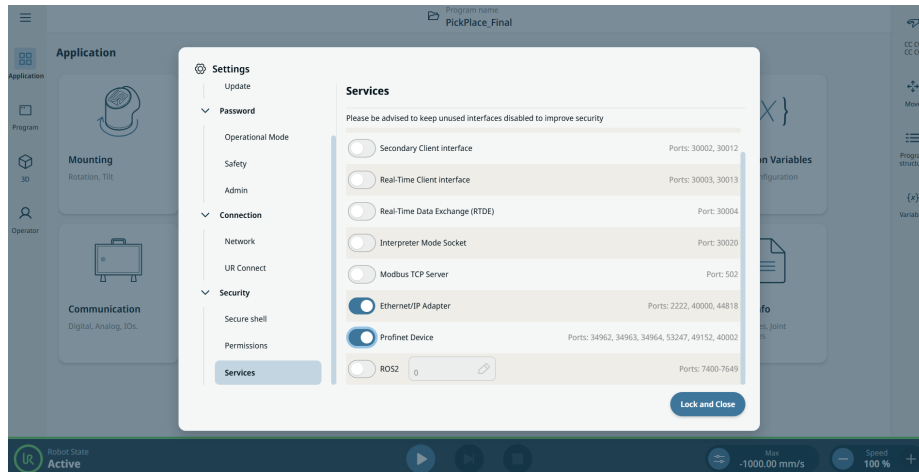 Program name
PickPlace_Final
Application
Application
Program
3D
Operator
Mounting
Rotation, Tilt
Communication
Digital, Analog, IOs.
Settings
Update
Password
Operational Mode
Safety
Admin
Connection
Network
UR Connect
Security
Secure shell
Permissions
Services
Services
Please be advised to keep unused interfaces disabled to improve security
Secondary Client interface Ports: 30002, 30012
Real-Time Client interface Ports: 30003, 30013
Real-Time Data Exchange (RTDE) Port: 30004
Interpreter Mode Socket Port: 30020
Modbus TCP Server Port: 502
Ethernet/IP Adapter Ports: 2222, 40000, 44818
Profinet Device Ports: 34962, 34963, 34964, 53247, 49152, 40002
ROS2 0 Ports: 7400-7649
Lock and Close
Variables
Move
Robot State
Active
Max
-1000.00 mm/s
Speed
100 %